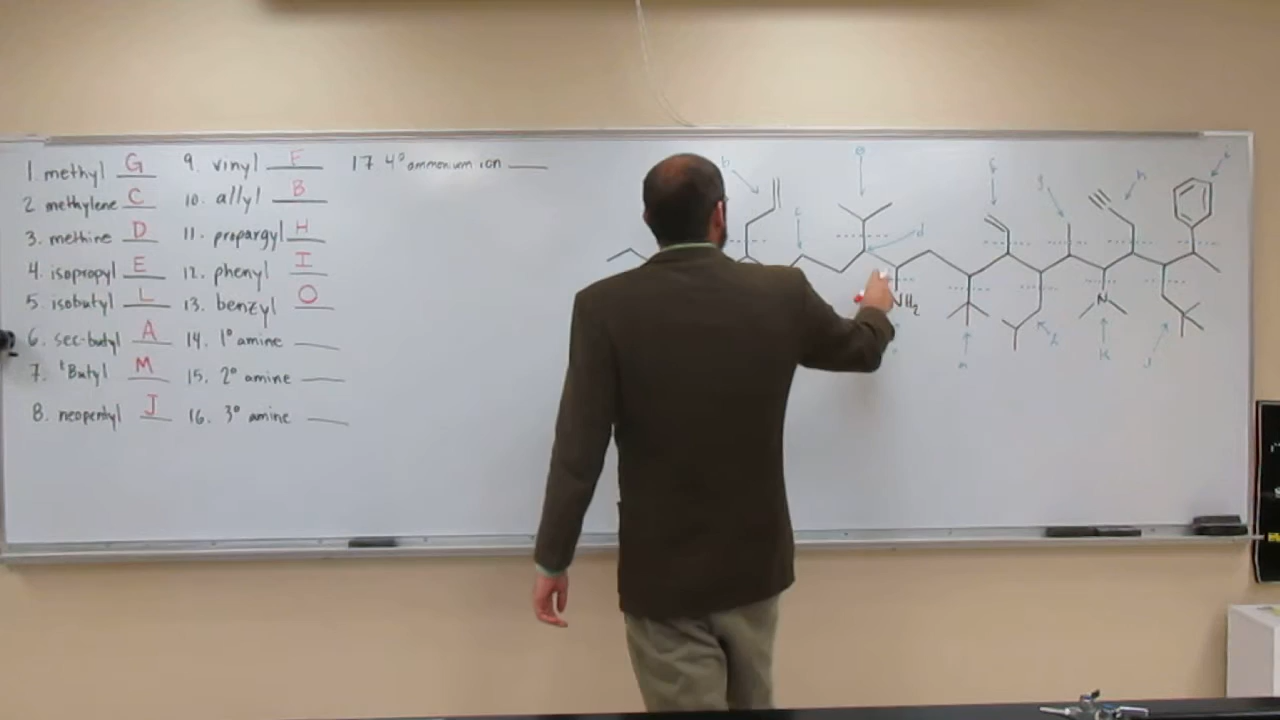 1. methyl G
2 methylene C
3. methine D
4. isopropyl E
5. isobutyl L
6. sec-butyl A
7. tButyl M
8. neopentyl J
9. vinyl F
10. allyl B
11. propargyl H
12. phenyl I
13. benzyl O
14. 1° amine
15. 2° amine
16. 3° amine
17 4° ammonium ion
b
c
e
d
f
g
h
i
NH2
N
m
l
k
j